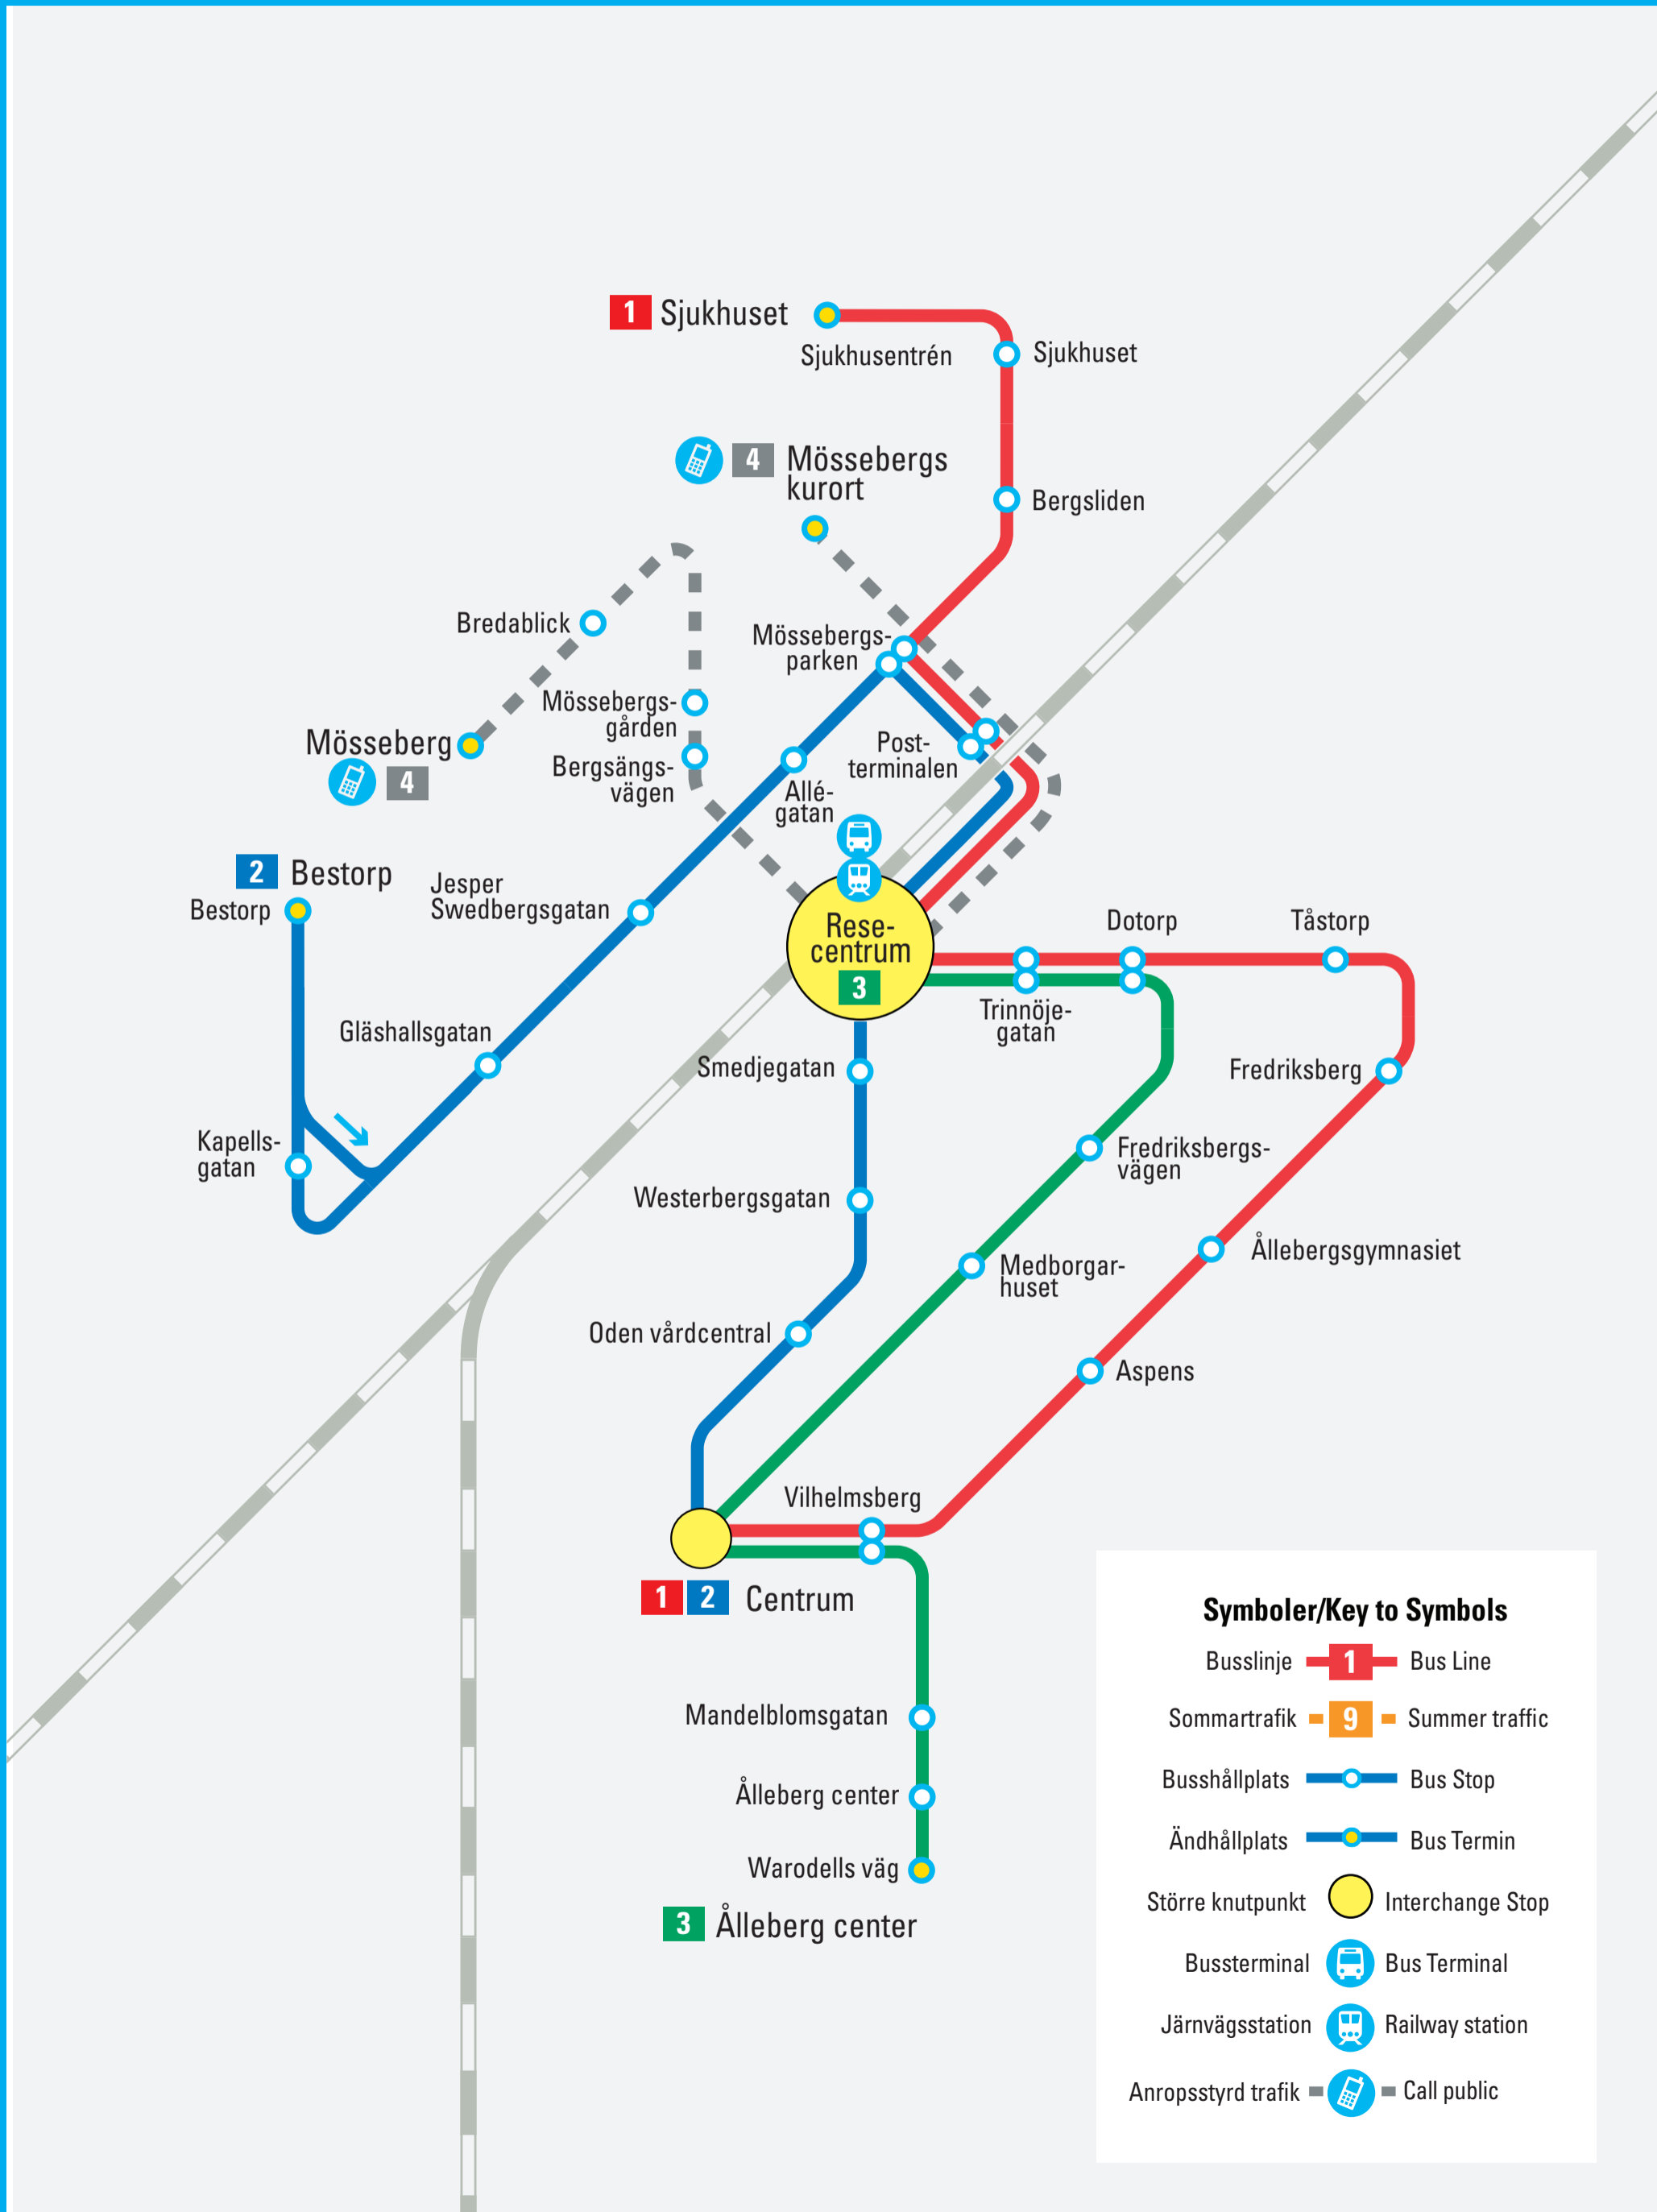 1 Sjukhuset
Sjukhusentrén
Sjukhuset
4 Mössebergs
kurort
Bergsliden
Bredablick
Mössebergs-
parken
Mössebergs-
gården
Mösseberg
4
Bergsängs-
vägen
Post-
terminalen
Allé-
gatan
2 Bestorp
Bestorp
Jesper
Swedbergsgatan
Rese-
centrum
3
Dotorp
Tåstorp
Trinnöje-
gatan
Gläshallsgatan
Smedjegatan
Fredriksberg
Kapells-
gatan
Fredriksbergs-
vägen
Westerbergsgatan
Ållebergsgymnasiet
Medborgar-
huset
Oden vårdcentral
Aspens
Vilhelmsberg
1 2 Centrum
Mandelblomsgatan
Ålleberg center
Warodells väg
3 Ålleberg center
Symboler/Key to Symbols
Busslinje 1 Bus Line
Sommartrafik 9 Summer traffic
Busshållplats Bus Stop
Ändhållplats Bus Termin
Större knutpunkt Interchange Stop
Bussterminal Bus Terminal
Järnvägsstation Railway station
Anropsstyrd trafik Call public